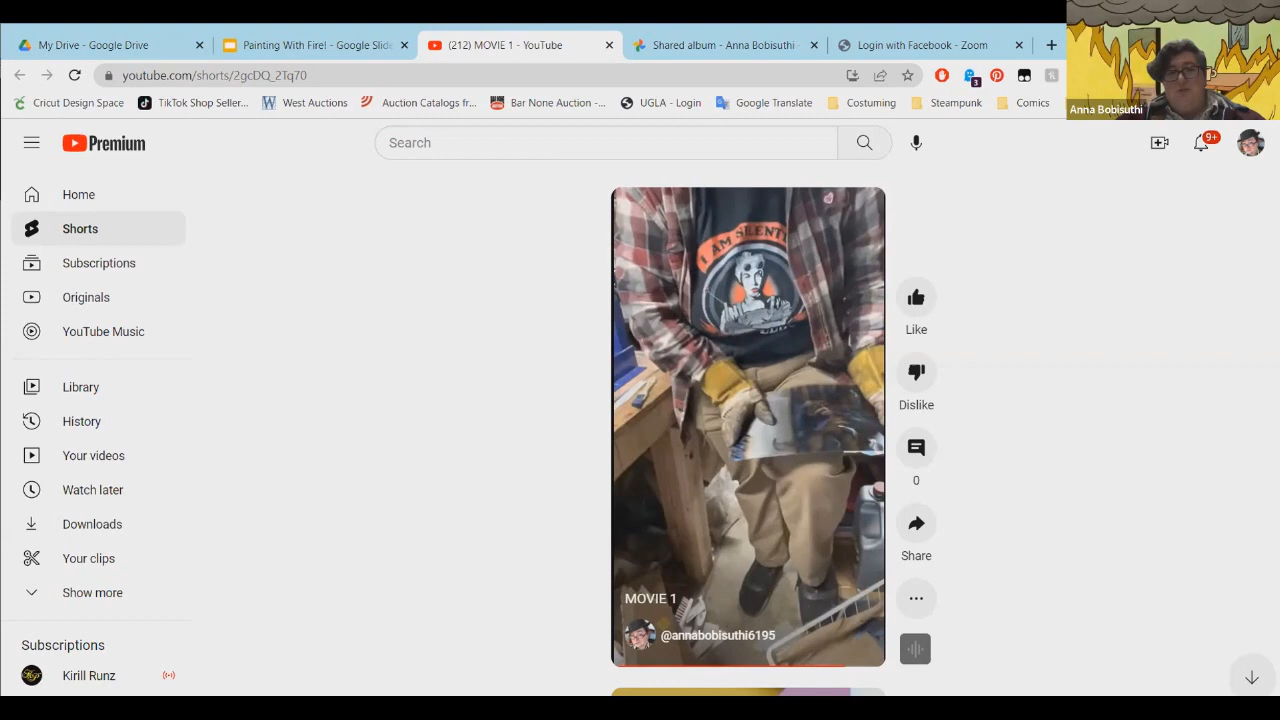 My Drive - Google Drive
Painting With Fire! - Google Slide
(212) MOVIE 1 - YouTube
Shared album - Anna Bobisuthi -
Login with Facebook - Zoom
youtube.com/shorts/2gcDQ_2Tq70
3
Cricut Design Space
TikTok Shop Seller...
West Auctions
Auction Catalogs fr...
Bar None Auction -...
UGLA - Login
Google Translate
Costuming
Steampunk
Comics
Anna Bobisuthi
Premium
Search
9+
Home
Shorts
Subscriptions
Originals
YouTube Music
Library
History
Your videos
Watch later
Downloads
Your clips
Show more
Subscriptions
Kirill Runz
I AM SILENTL
MOVIE 1
@annabobisuthi6195
Like
Dislike
0
Share